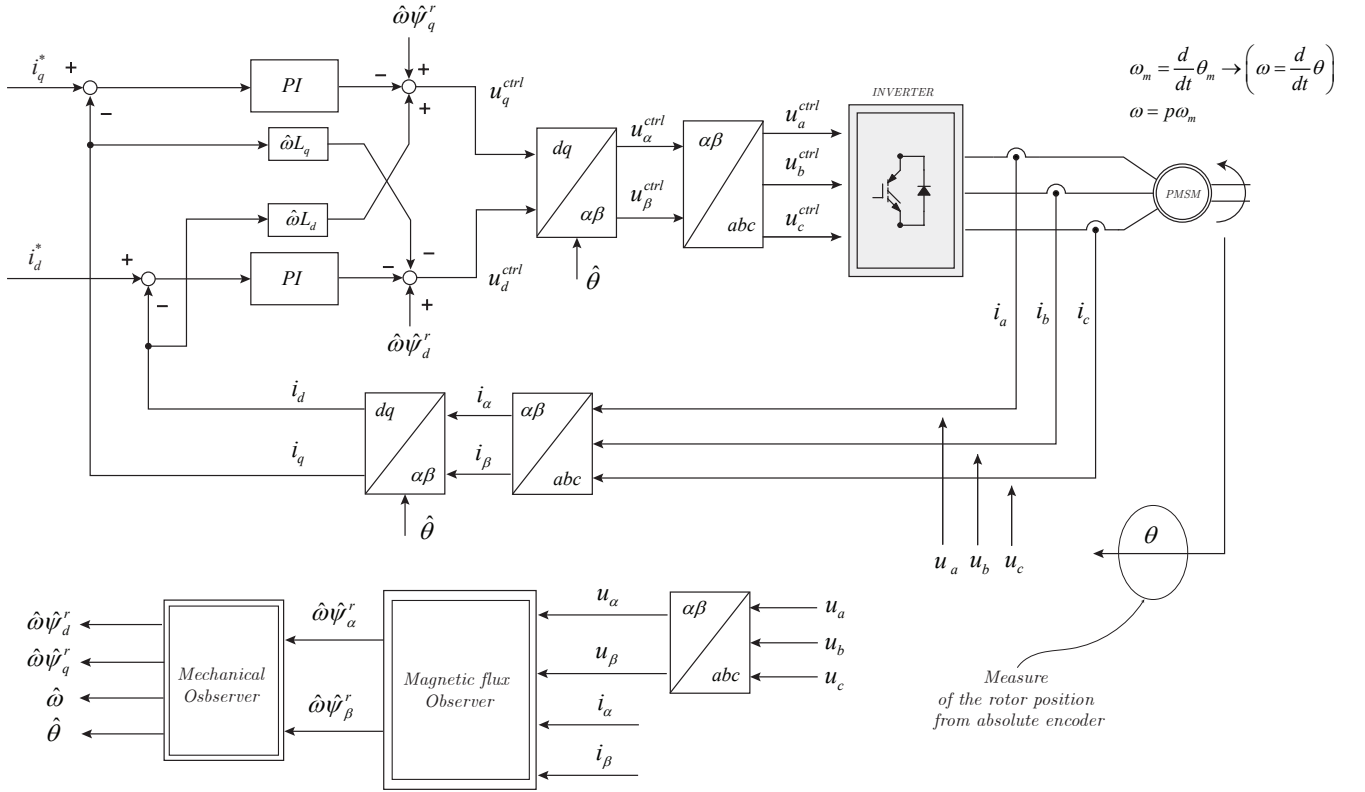 ω̂ψ̂_q^r
i_q^* + PI − + + u_q^{ctrl}
−
ω̂L_q
ω̂L_d
i_d^* + PI − − + u_d^{ctrl}
−
ω̂ψ̂_d^r
dq
αβ
θ̂
u_α^{ctrl}
u_β^{ctrl}
αβ
abc
u_a^{ctrl}
u_b^{ctrl}
u_c^{ctrl}
INVERTER
ω_m = d/dt θ_m → (ω = d/dt θ)
ω = pω_m
PMSM
i_a i_b i_c
i_d
i_q
dq
αβ
θ̂
i_α
i_β
αβ
abc
u_a u_b u_c
θ
Measure
of the rotor position
from absolute encoder
ω̂ψ̂_d^r
ω̂ψ̂_q^r
ω̂
θ̂
Mechanical
Osbserver
ω̂ψ̂_α^r
ω̂ψ̂_β^r
Magnetic flux
Observer
u_α
u_β
i_α
i_β
αβ
abc
u_a
u_b
u_c